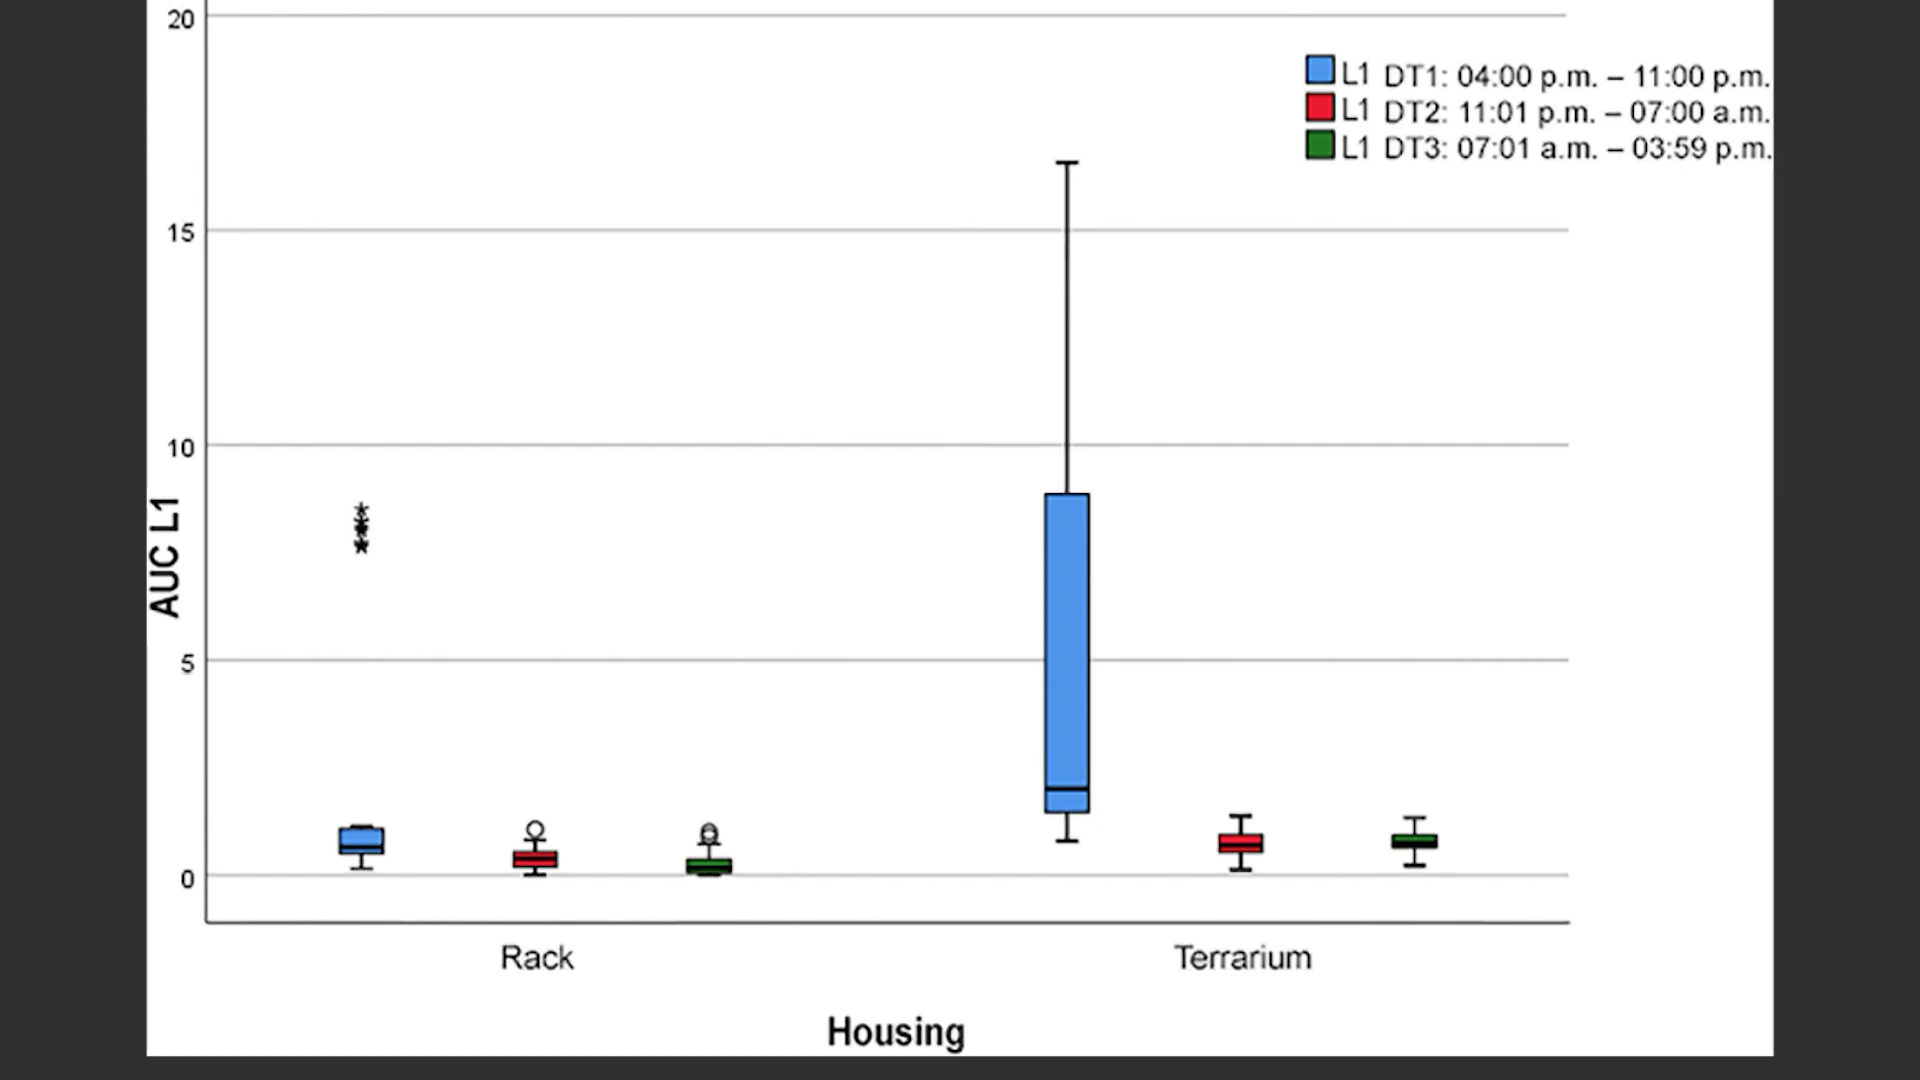 20
L1 DT1: 04:00 p.m. – 11:00 p.m.
L1 DT2: 11:01 p.m. – 07:00 a.m.
L1 DT3: 07:01 a.m. – 03:59 p.m.
15
10
AUC L1
5
0
Rack Terrarium
Housing